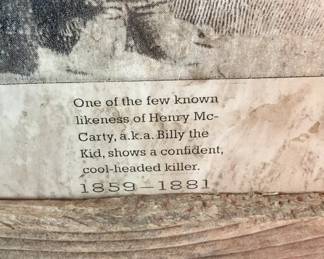 One of the few known
likeness of Henry Mc-
Carty, a.k.a. Billy the
Kid, shows a confident,
cool-headed killer.
1859–1881